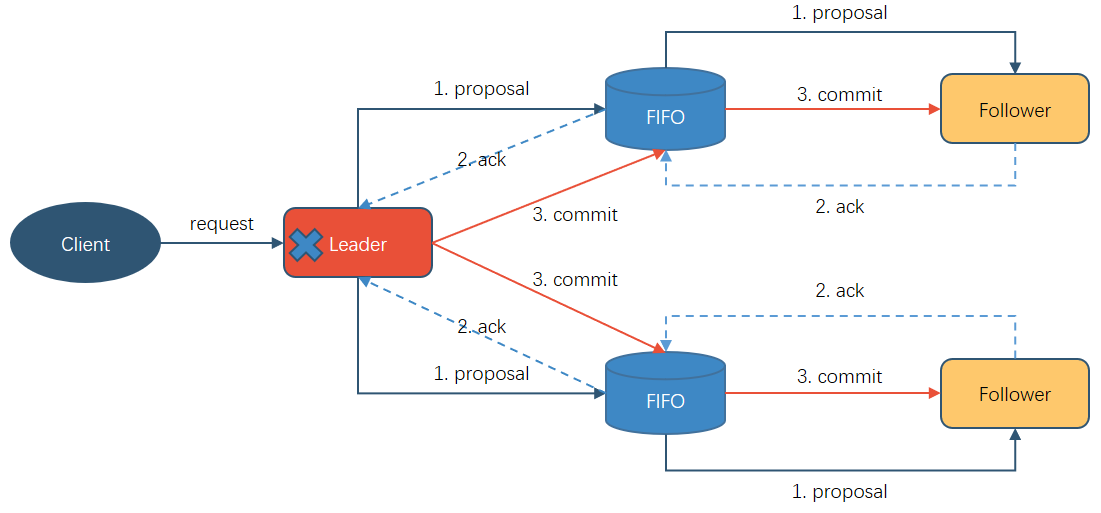 1. proposal
1. proposal
3. commit
FIFO
Follower
2. ack
2. ack
3. commit
request
Client
Leader
3. commit
2. ack
2. ack
1. proposal
3. commit
FIFO
Follower
1. proposal